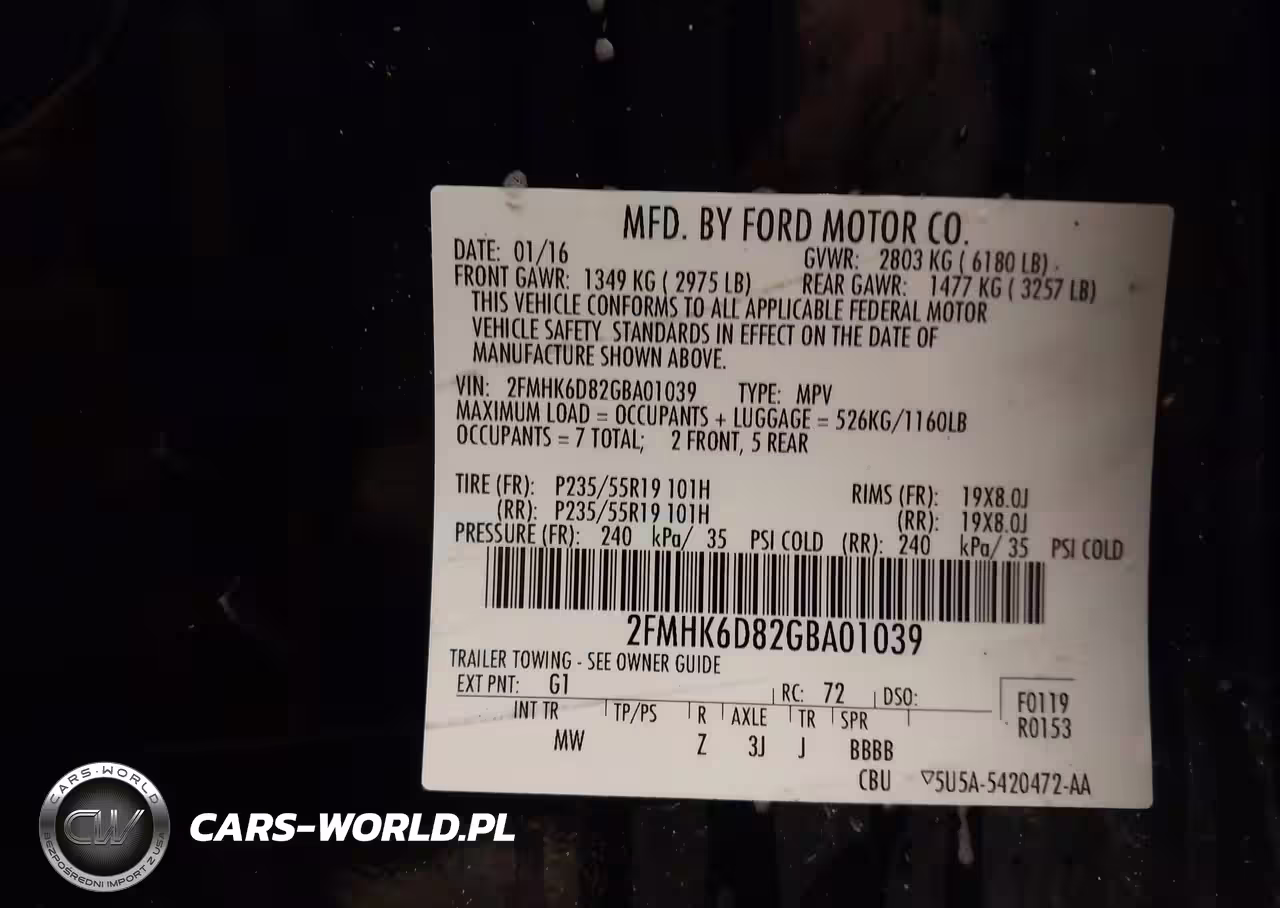 MFD. BY FORD MOTOR CO.
DATE: 01/16 GVWR: 2803 KG ( 6180 LB)
FRONT GAWR: 1349 KG ( 2975 LB) REAR GAWR: 1477 KG ( 3257 LB)
THIS VEHICLE CONFORMS TO ALL APPLICABLE FEDERAL MOTOR
VEHICLE SAFETY STANDARDS IN EFFECT ON THE DATE OF
MANUFACTURE SHOWN ABOVE.
VIN: 2FMHK6D82GBA01039 TYPE: MPV
MAXIMUM LOAD = OCCUPANTS + LUGGAGE = 526KG/1160LB
OCCUPANTS = 7 TOTAL; 2 FRONT, 5 REAR
TIRE (FR): P235/55R19 101H RIMS (FR): 19X8.0J
(RR): P235/55R19 101H (RR): 19X8.0J
PRESSURE (FR): 240 kPa/ 35 PSI COLD (RR): 240 kPa/ 35 PSI COLD
2FMHK6D82GBA01039
TRAILER TOWING - SEE OWNER GUIDE
EXT PNT: G1 RC: 72 DSO: F0119
INT TR TP/PS R AXLE TR SPR R0153
MW Z 3J J BBBB
CBU ▽5U5A-5420472-AA
CARS-WORLD
CW
BEZPOŚREDNI IMPORT Z USA
CARS-WORLD.PL